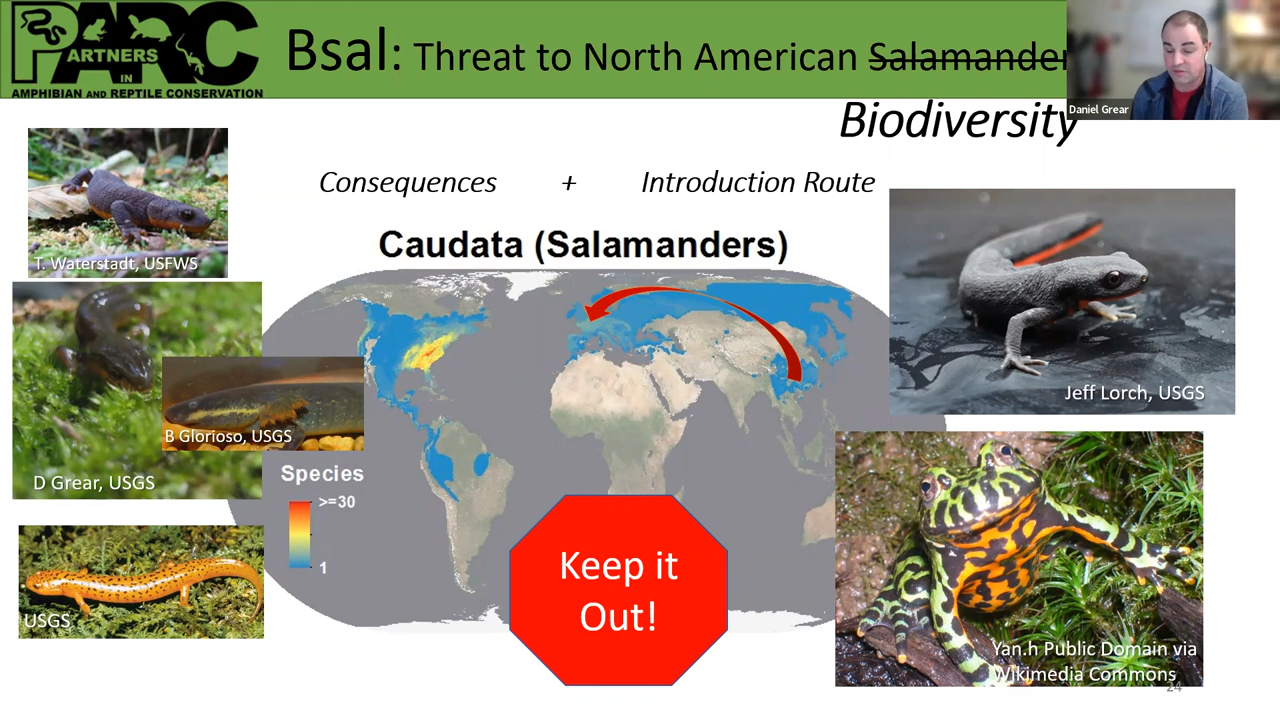 PARC
PARTNERS
IN
AMPHIBIAN AND REPTILE CONSERVATION
Bsal: Threat to North American Salamander
Daniel Grear
Biodiversity
Consequences + Introduction Route
Caudata (Salamanders)
T. Waterstadt, USFWS
Jeff Lorch, USGS
B Glorioso, USGS
D Grear, USGS
Species
>=30
1
Keep it
Out!
USGS
Yan.h Public Domain via
Wikimedia Commons
24